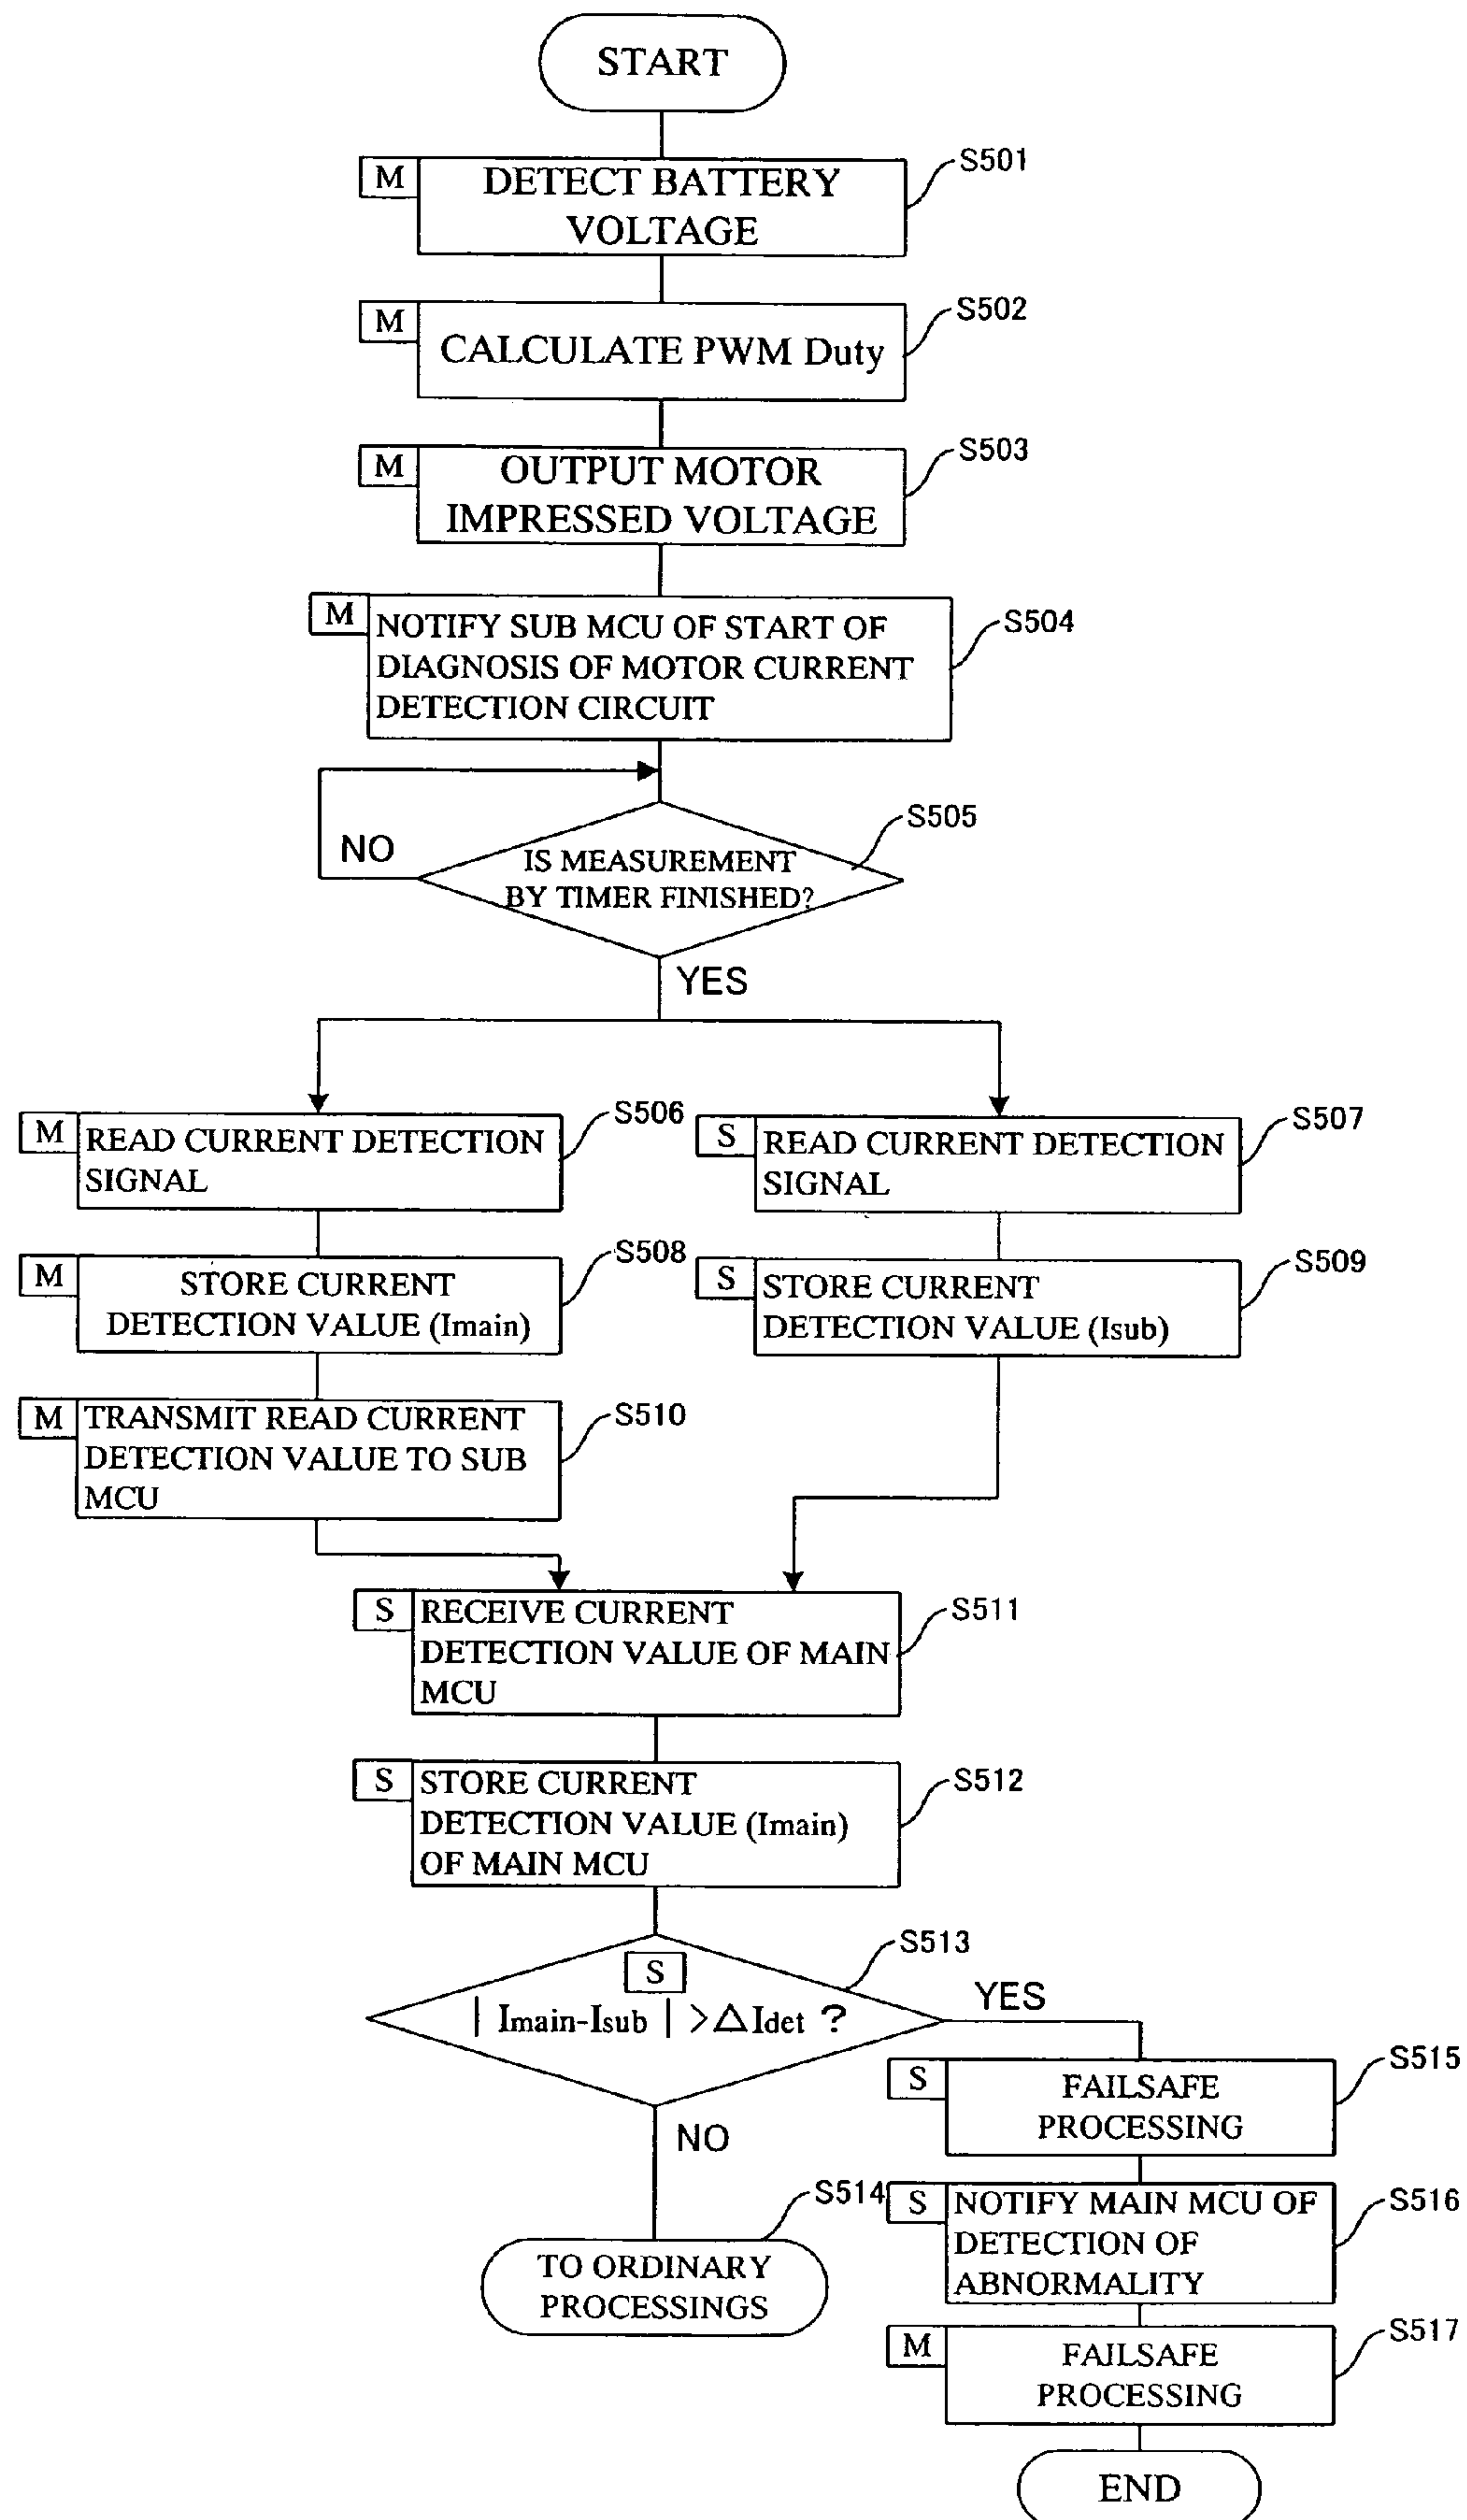 START
M
DETECT BATTERY
VOLTAGE
S501
M
CALCULATE PWM Duty
S502
M
OUTPUT MOTOR
IMPRESSED VOLTAGE
S503
M
NOTIFY SUB MCU OF START OF
DIAGNOSIS OF MOTOR CURRENT
DETECTION CIRCUIT
S504
S505
NO
IS MEASUREMENT
BY TIMER FINISHED?
YES
M
READ CURRENT DETECTION
SIGNAL
S506
S
READ CURRENT DETECTION
SIGNAL
S507
M
STORE CURRENT
DETECTION VALUE (Imain)
S508
S
STORE CURRENT
DETECTION VALUE (Isub)
S509
M
TRANSMIT READ CURRENT
DETECTION VALUE TO SUB
MCU
S510
S
RECEIVE CURRENT
DETECTION VALUE OF MAIN
MCU
S511
S
STORE CURRENT
DETECTION VALUE (Imain)
OF MAIN MCU
S512
S513
S
| Imain-Isub | >△Idet ?
YES
NO
S
FAILSAFE
PROCESSING
S515
S514
TO ORDINARY
PROCESSINGS
S
NOTIFY MAIN MCU OF
DETECTION OF
ABNORMALITY
S516
M
FAILSAFE
PROCESSING
S517
END